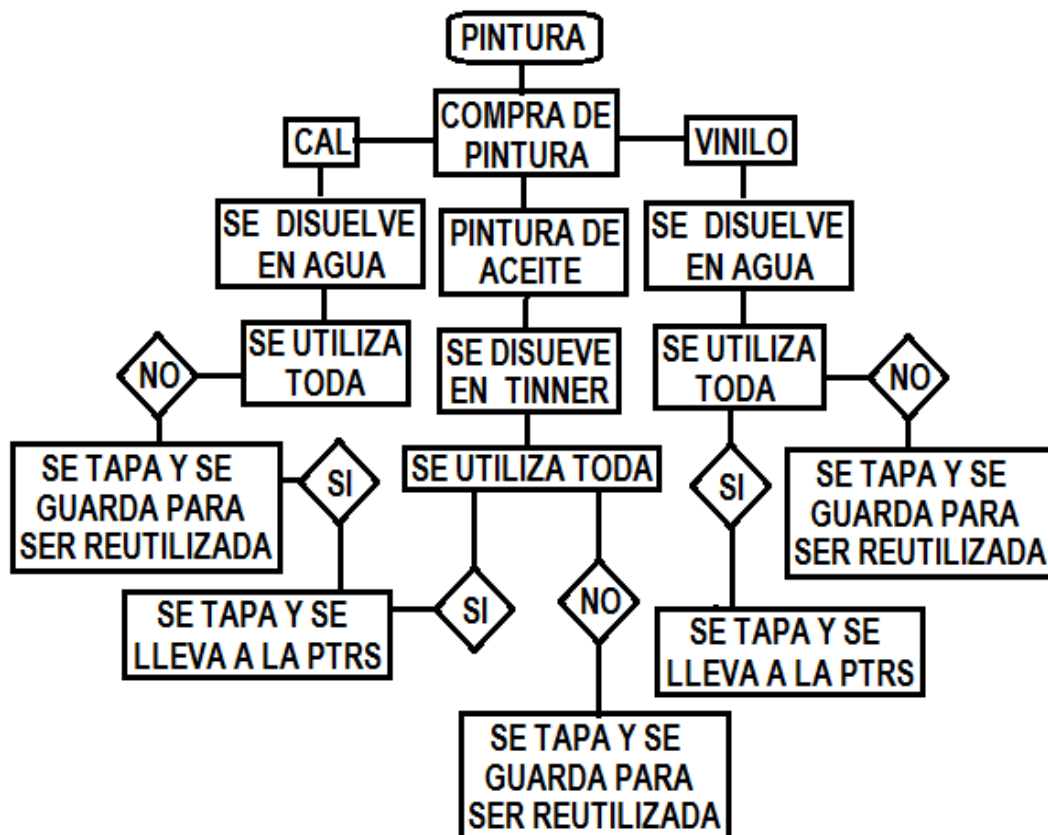 PINTURA
COMPRA DE
PINTURA
CAL
VINILO
SE DISUELVE
EN AGUA
PINTURA DE
ACEITE
SE DISUELVE
EN AGUA
SE UTILIZA
TODA
SE DISUEVE
EN TINNER
SE UTILIZA
TODA
NO
NO
SE TAPA Y SE
GUARDA PARA
SER REUTILIZADA
SI
SE UTILIZA TODA
SI
SE TAPA Y SE
GUARDA PARA
SER REUTILIZADA
SE TAPA Y SE
LLEVA A LA PTRS
SI
NO
SE TAPA Y SE
LLEVA A LA PTRS
SE TAPA Y SE
GUARDA PARA
SER REUTILIZADA